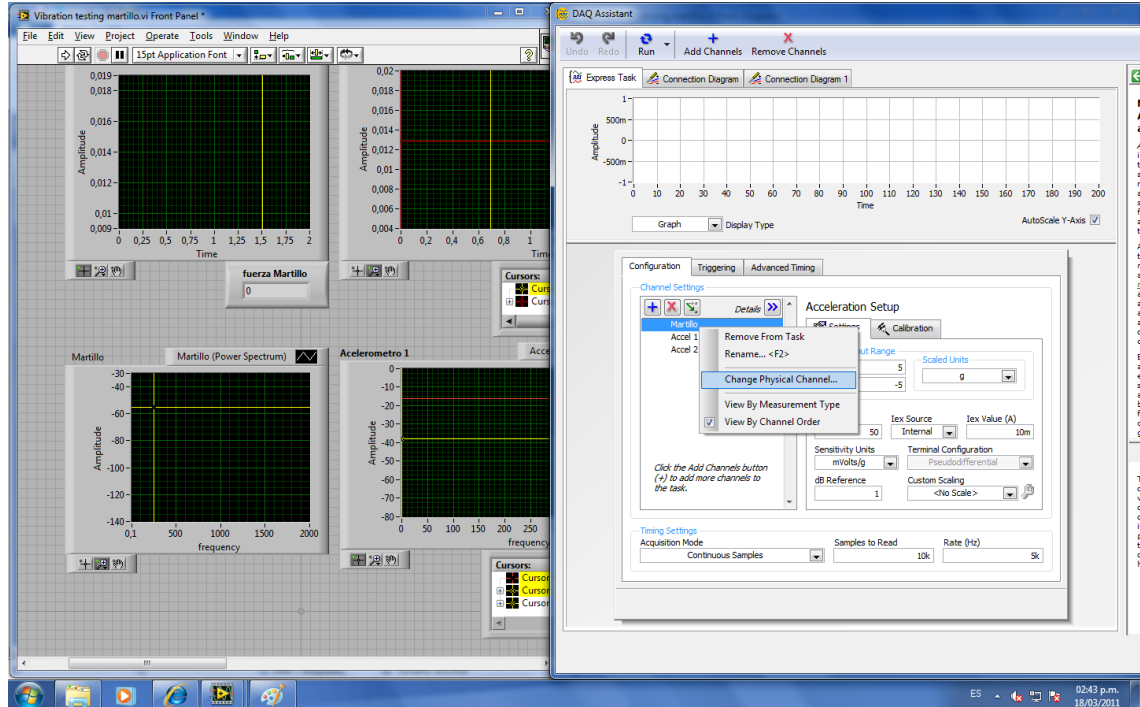 Vibration testing martillo.vi Front Panel *
File Edit View Project Operate Tools Window Help
15pt Application Font
?
0,019
0,018
0,016
0,014
0,012
0,01
0,009
Amplitude
0 0,25 0,5 0,75 1 1,25 1,5 1,75 2
Time
0,02
0,018
0,016
0,014
0,012
0,01
0,008
0,006
0,004
Amplitude
0 0,2 0,4 0,6 0,8 1
Tim
fuerza Martillo
0
Cursors:
Curs
Curs
Martillo
Martillo (Power Spectrum)
-30
-40
-60
-80
-100
-120
-140
Amplitude
0,1 500 1000 1500 2000
frequency
Acelerometro 1
Acce
0
-10
-20
-30
-40
-50
-60
-70
-80
Amplitude
0 50 100 150 200 250
frequency
Cursors:
Cursor
Cursor
Cursor
DAQ Assistant
Undo Redo Run Add Channels Remove Channels
Express Task Connection Diagram Connection Diagram 1
1
500m
0
-500m
-1
Amplitude
0 10 20 30 40 50 60 70 80 90 100 110 120 130 140 150 160 170 180 190 200
Time
Graph Display Type
AutoScale Y-Axis
Configuration Triggering Advanced Timing
Channel Settings
Details
Martillo
Accel 1
Accel 2
Click the Add Channels button
(+) to add more channels to
the task.
Remove From Task
Rename... <F2>
Change Physical Channel...
View By Measurement Type
View By Channel Order
Acceleration Setup
Settings Calibration
Range
Scaled Units
5
-5
g
Iex Source Iex Value (A)
50 Internal 10m
Sensitivity Units Terminal Configuration
mVolts/g Pseudodifferential
dB Reference Custom Scaling
1 <No Scale>
Timing Settings
Acquisition Mode Samples to Read Rate (Hz)
Continuous Samples 10k 5k
ES
02:43 p.m.
18/03/2011